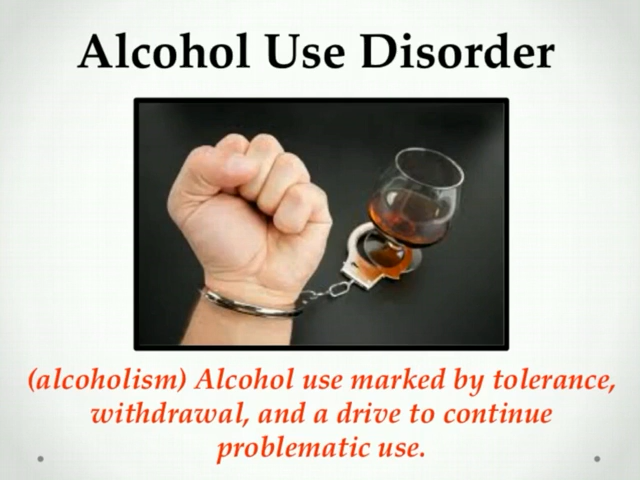 Alcohol Use Disorder
(alcoholism) Alcohol use marked by tolerance,
withdrawal, and a drive to continue
problematic use.